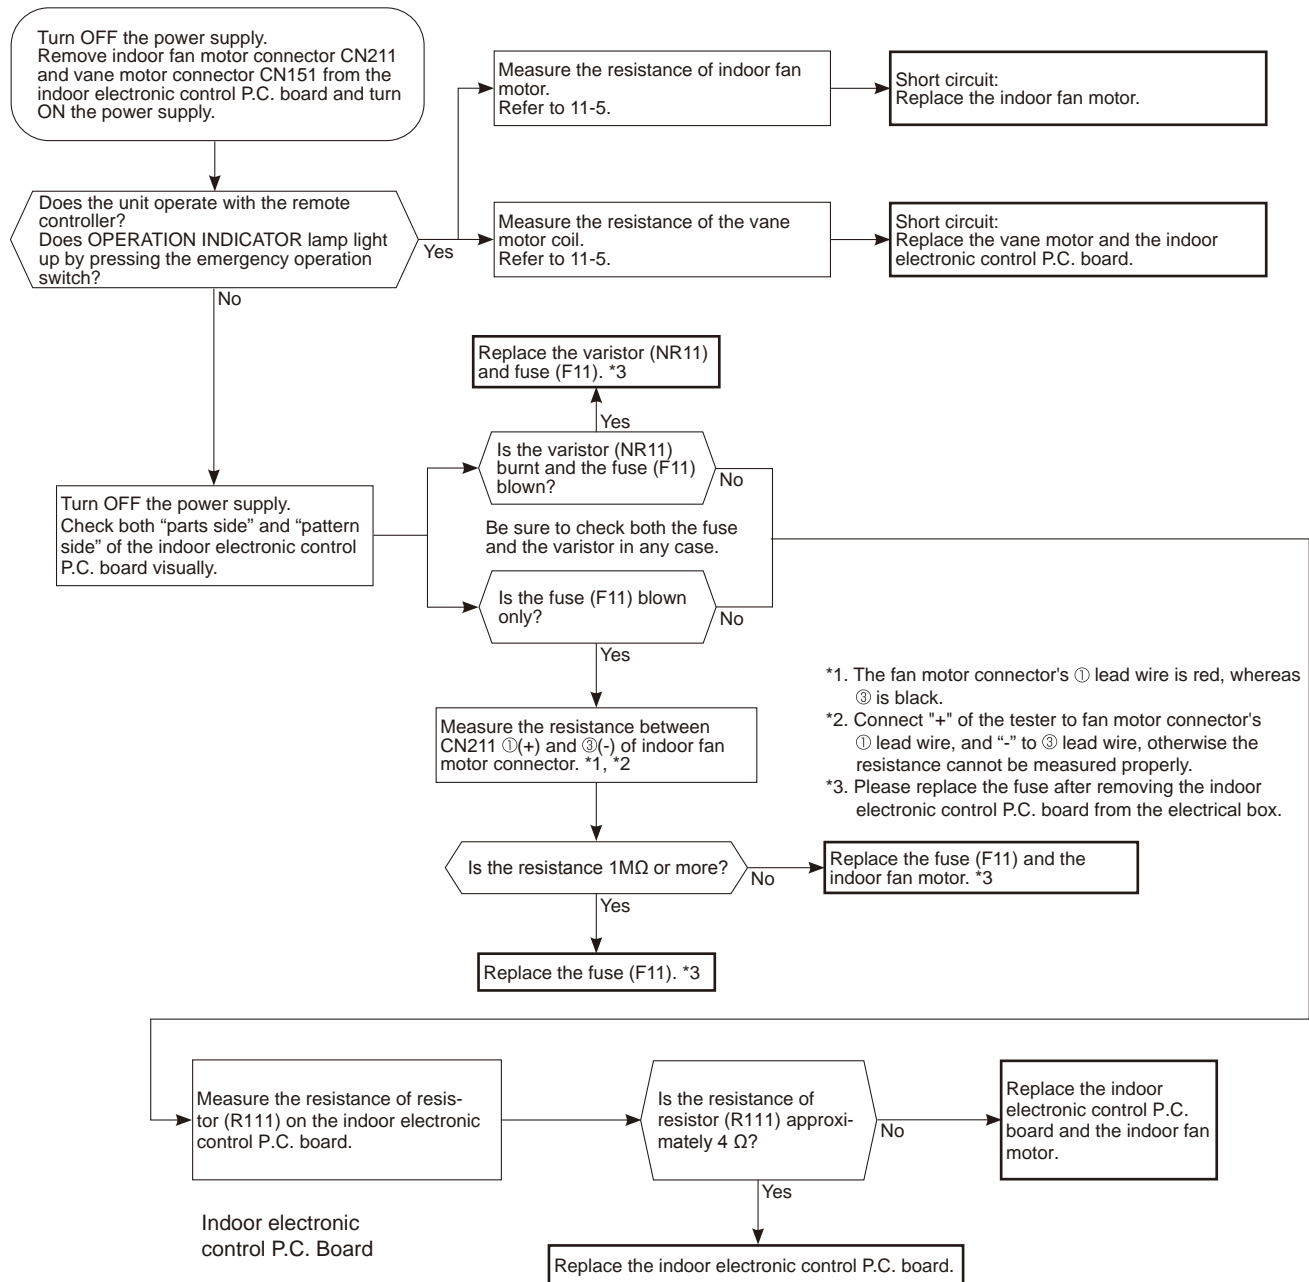 Turn OFF the power supply.
Remove indoor fan motor connector CN211
and vane motor connector CN151 from the
indoor electronic control P.C. board and turn
ON the power supply.
Measure the resistance of indoor fan
motor.
Refer to 11-5.
Short circuit:
Replace the indoor fan motor.
Does the unit operate with the remote
controller?
Does OPERATION INDICATOR lamp light
up by pressing the emergency operation
switch?
Yes
Measure the resistance of the vane
motor coil.
Refer to 11-5.
Short circuit:
Replace the vane motor and the indoor
electronic control P.C. board.
No
Replace the varistor (NR11)
and fuse (F11). *3
Yes
Is the varistor (NR11)
burnt and the fuse (F11)
blown?
No
Turn OFF the power supply.
Check both “parts side” and “pattern
side” of the indoor electronic control
P.C. board visually.
Be sure to check both the fuse
and the varistor in any case.
Is the fuse (F11) blown
only?
No
Yes
*1. The fan motor connector's ① lead wire is red, whereas
③ is black.
*2. Connect "+" of the tester to fan motor connector's
① lead wire, and “-” to ③ lead wire, otherwise the
resistance cannot be measured properly.
*3. Please replace the fuse after removing the indoor
electronic control P.C. board from the electrical box.
Measure the resistance between
CN211 ①(+) and ③(-) of indoor fan
motor connector. *1, *2
Is the resistance 1MΩ or more?
No
Replace the fuse (F11) and the
indoor fan motor. *3
Yes
Replace the fuse (F11). *3
Measure the resistance of resis-
tor (R111) on the indoor electronic
control P.C. board.
Is the resistance of
resistor (R111) approxi-
mately 4 Ω?
No
Replace the indoor
electronic control P.C.
board and the indoor fan
motor.
Yes
Indoor electronic
control P.C. Board
Replace the indoor electronic control P.C. board.